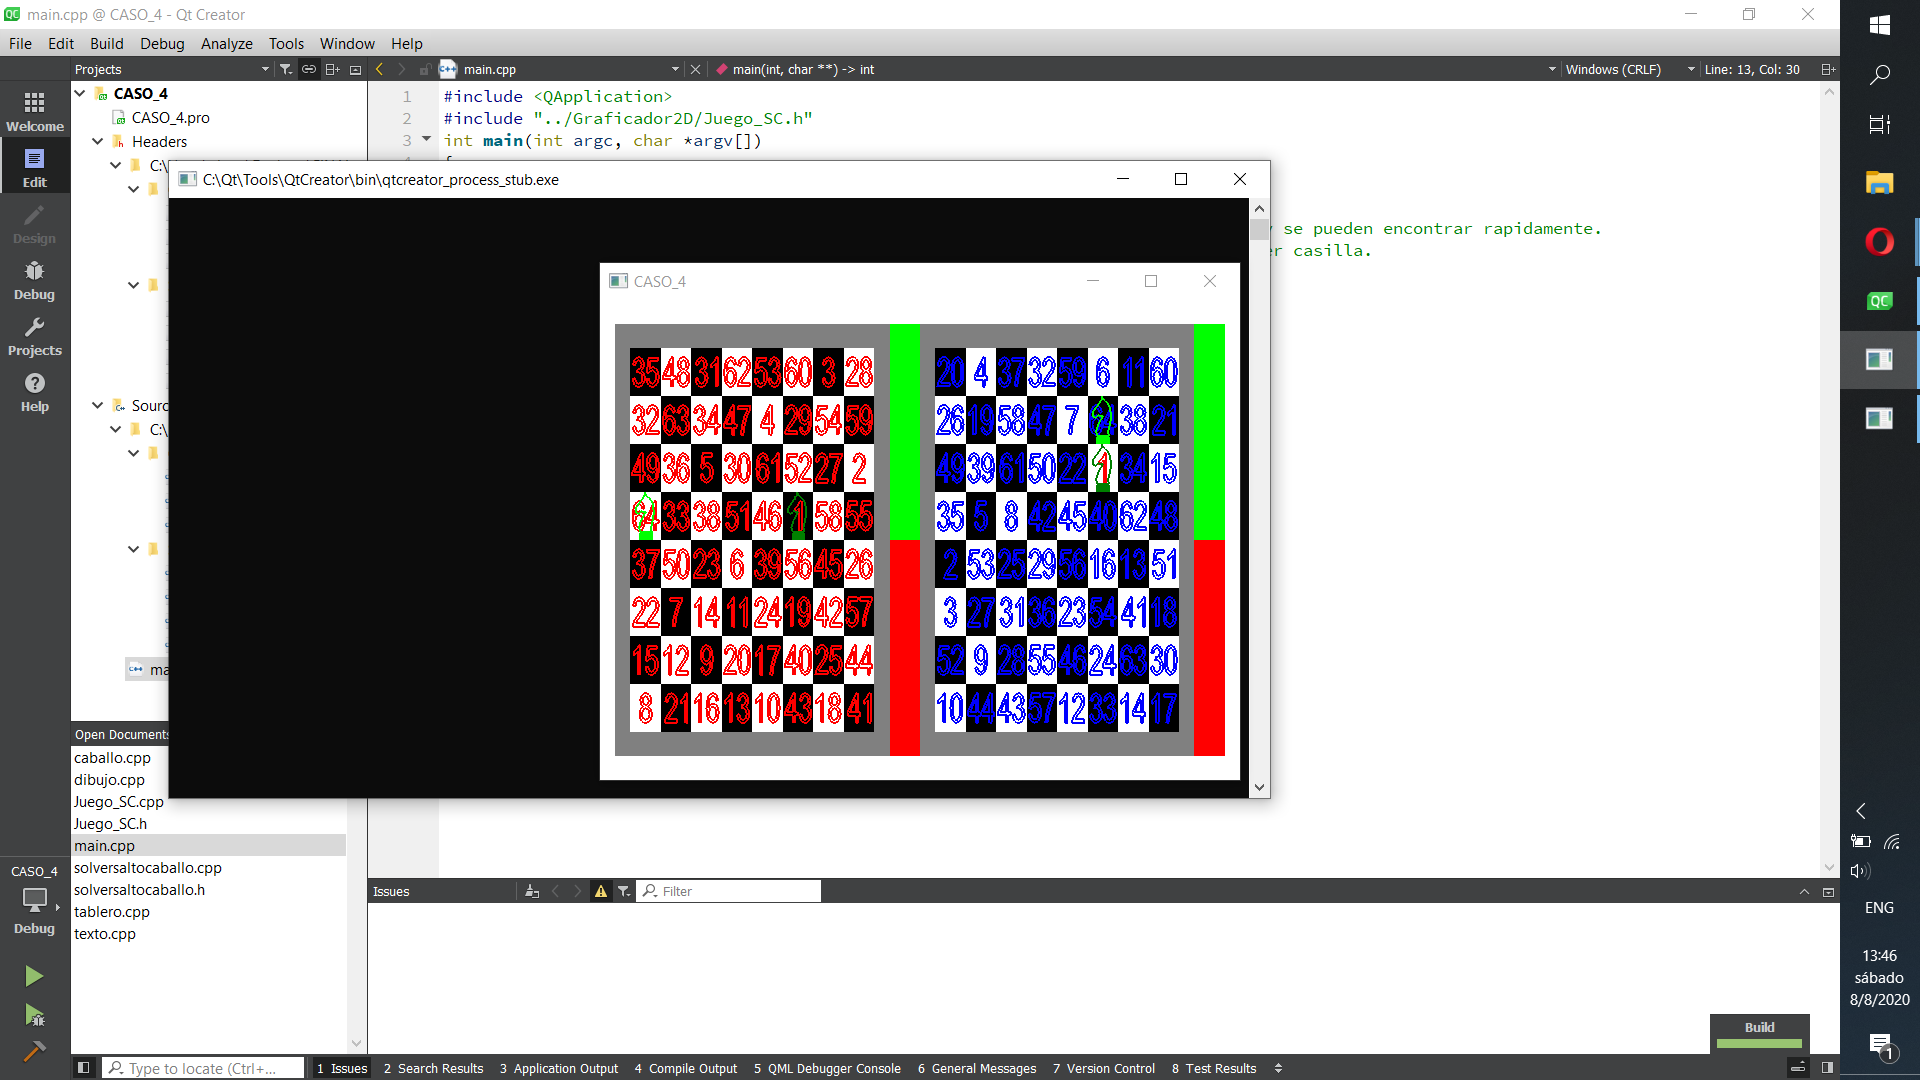 main.cpp @ CASO_4 - Qt Creator
File Edit Build Debug Analyze Tools Window Help
Projects
main.cpp
main(int, char **) -> int
Windows (CRLF)
Line: 13, Col: 30
Welcome
Edit
Design
Debug
Projects
Help
CASO_4
Debug
CASO_4
CASO_4.pro
Headers
C:\
Sourc
C:\
ma
1 #include <QApplication>
2 #include "../Graficador2D/Juego_SC.h"
3 int main(int argc, char *argv[])
se pueden encontrar rapidamente.
er casilla.
C:\Qt\Tools\QtCreator\bin\qtcreator_process_stub.exe
CASO_4
35 48 31 62 53 60 3 28
32 63 34 47 4 29 54 59
49 36 5 30 61 52 27 2
64 33 38 51 46 1 58 55
37 50 23 6 39 56 45 26
22 7 14 11 24 19 42 57
15 12 9 20 17 40 25 44
8 21 16 13 10 43 18 41
20 4 37 32 59 6 11 60
26 19 58 47 7 38 21
49 39 61 50 22 1 34 15
35 5 8 42 45 40 62 48
2 53 25 29 56 16 13 51
3 27 31 36 23 54 41 18
52 9 28 55 46 24 63 30
10 44 43 57 12 33 14 17
Open Documents
caballo.cpp
dibujo.cpp
Juego_SC.cpp
Juego_SC.h
main.cpp
solversaltocaballo.cpp
solversaltocaballo.h
tablero.cpp
texto.cpp
Issues
Filter
Build
Type to locate (Ctrl+...
1 Issues 2 Search Results 3 Application Output 4 Compile Output 5 QML Debugger Console 6 General Messages 7 Version Control 8 Test Results
QC
ENG
13:46
sábado
8/8/2020
1